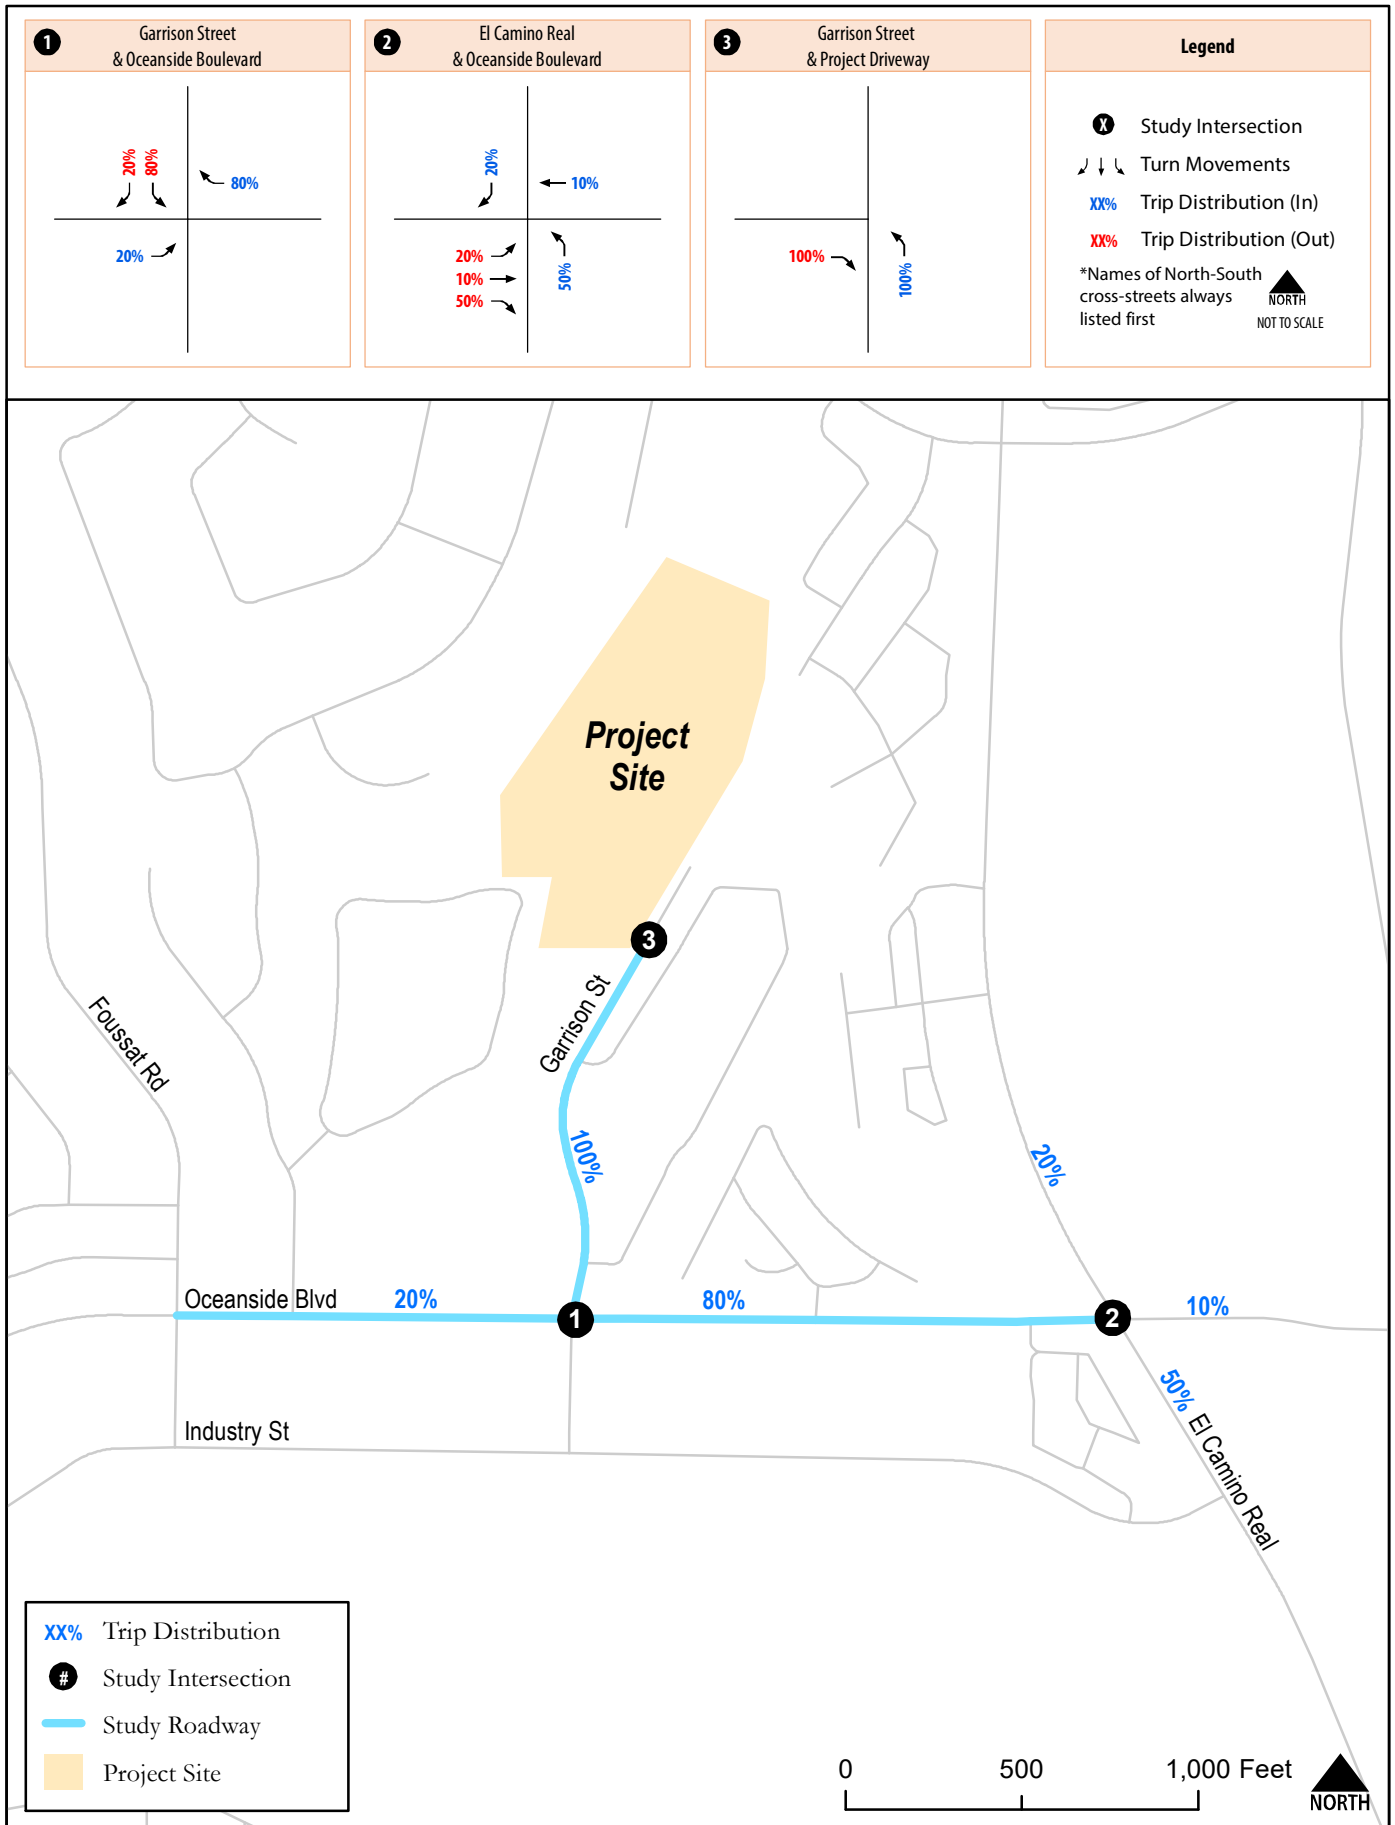 1
Garrison Street
& Oceanside Boulevard
20%
80%
80%
20%
2
El Camino Real
& Oceanside Boulevard
20%
10%
20%
10%
50%
50%
3
Garrison Street
& Project Driveway
100%
100%
Legend
X Study Intersection
Turn Movements
XX% Trip Distribution (In)
XX% Trip Distribution (Out)
*Names of North-South
cross-streets always
listed first
NORTH
NOT TO SCALE
Project
Site
3
Garrison St
Foussat Rd
100%
20%
Oceanside Blvd
20%
80%
10%
1
2
50%
El Camino Real
Industry St
XX% Trip Distribution
# Study Intersection
Study Roadway
Project Site
0 500 1,000 Feet
NORTH